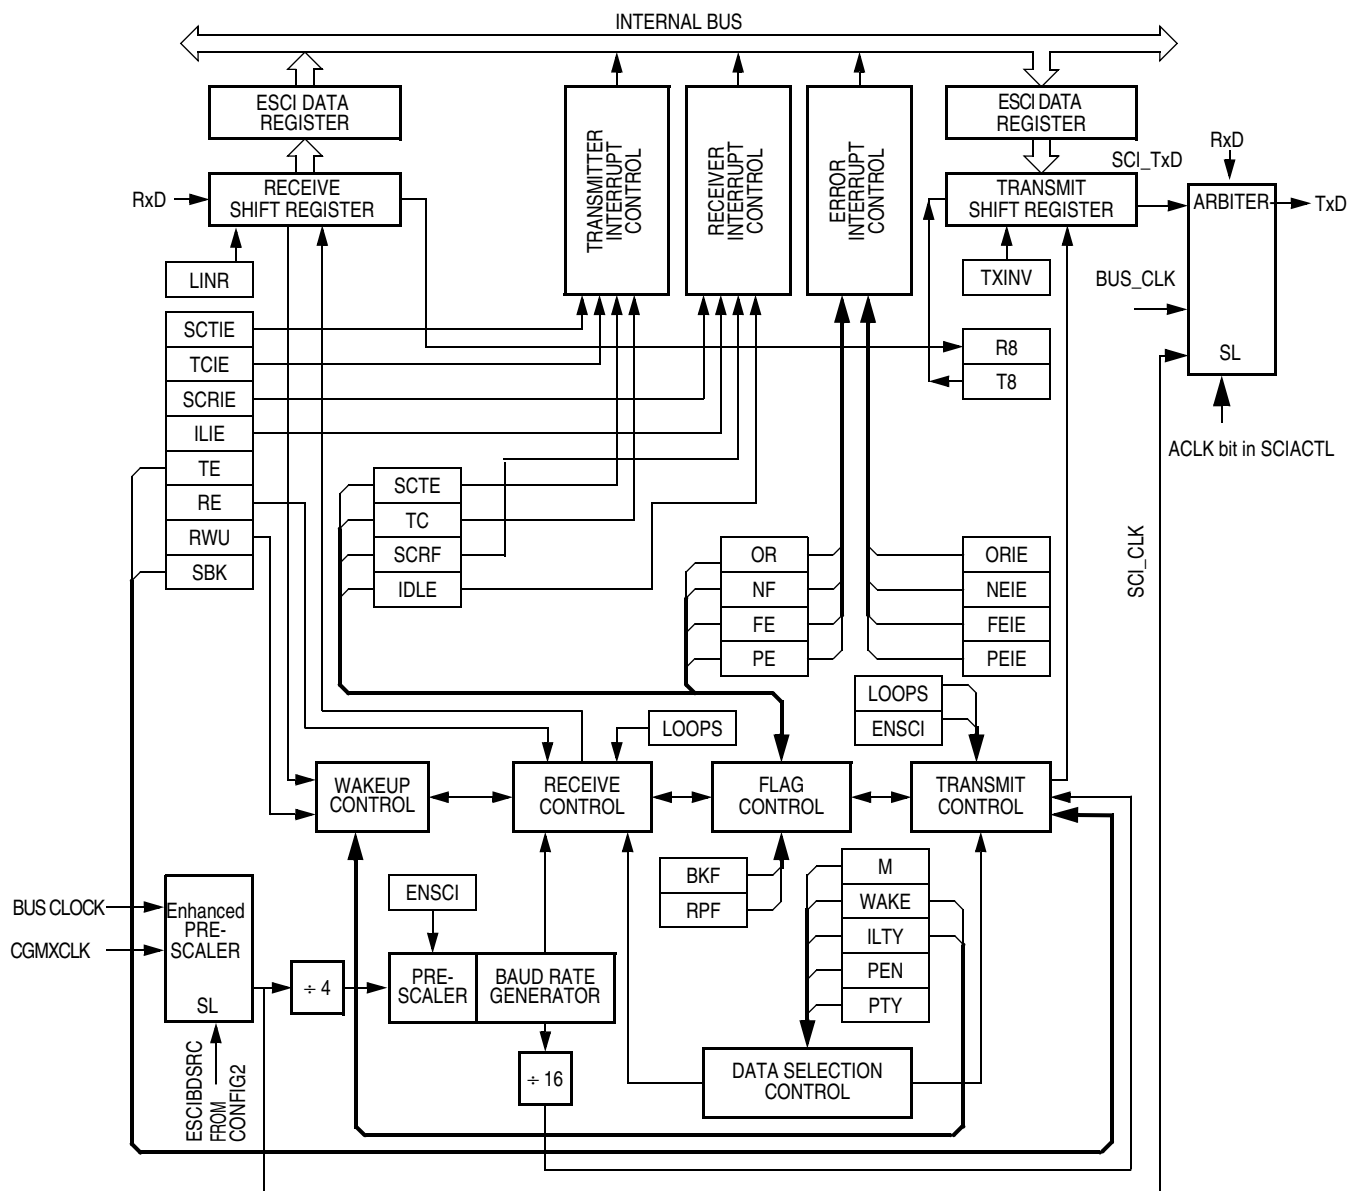 INTERNAL BUS
ESCI DATA
REGISTER
TRANSMITTER
INTERRUPT
CONTROL
RECEIVER
INTERRUPT
CONTROL
ERROR
INTERRUPT
CONTROL
ESCI DATA
REGISTER
RxD
RECEIVE
SHIFT REGISTER
TRANSMIT
SHIFT REGISTER
SCI_TxD
RxD
ARBITER
TxD
LINR
TXINV
BUS_CLK
SL
ACLK bit in SCIACTL
SCTIE
TCIE
SCRIE
ILIE
TE
RE
RWU
SBK
R8
T8
SCTE
TC
SCRF
IDLE
OR
NF
FE
PE
ORIE
NEIE
FEIE
PEIE
SCI_CLK
LOOPS
LOOPS
ENSCI
WAKEUP
CONTROL
RECEIVE
CONTROL
FLAG
CONTROL
TRANSMIT
CONTROL
BKF
RPF
M
WAKE
ILTY
PEN
PTY
ENSCI
BUS CLOCK
CGMXCLK
Enhanced
PRE-
SCALER
SL
÷ 4
PRE-
SCALER
BAUD RATE
GENERATOR
÷ 16
DATA SELECTION
CONTROL
ESCIBDSRC
FROM
CONFIG2